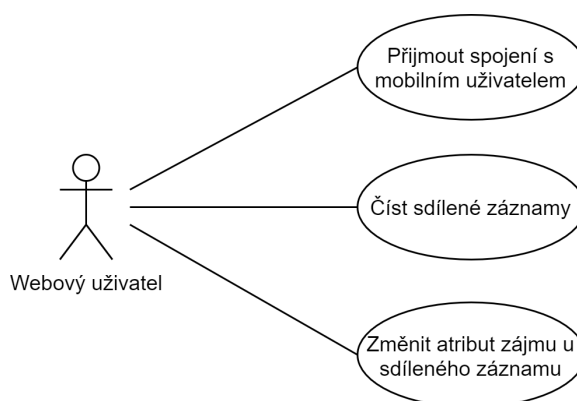 Přijmout spojení s
mobilním uživatelem
Číst sdílené záznamy
Webový uživatel
Změnit atribut zájmu u
sdíleného záznamu